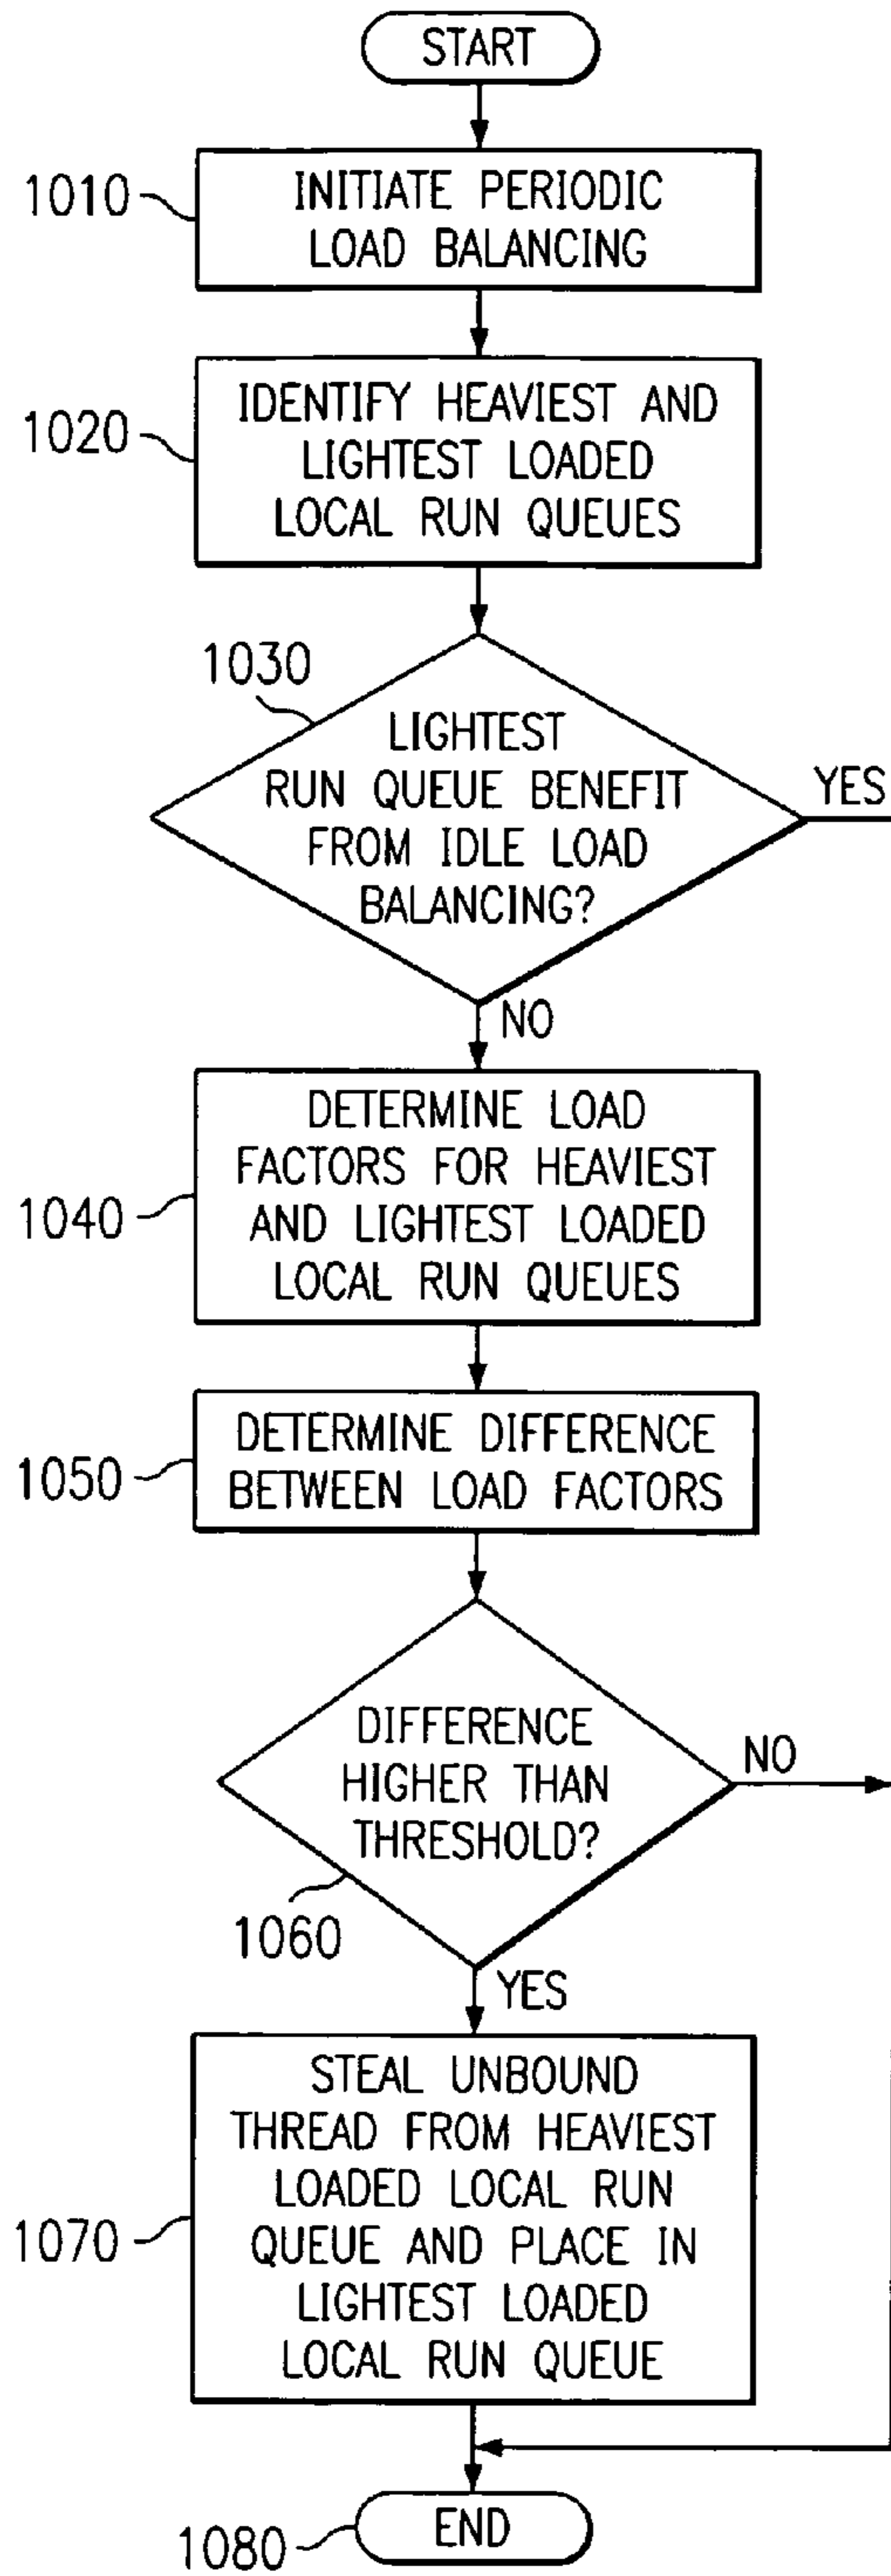 START
1010
INITIATE PERIODIC
LOAD BALANCING
1020
IDENTIFY HEAVIEST AND
LIGHTEST LOADED
LOCAL RUN QUEUES
1030
LIGHTEST
RUN QUEUE BENEFIT
FROM IDLE LOAD
BALANCING?
YES
NO
1040
DETERMINE LOAD
FACTORS FOR HEAVIEST
AND LIGHTEST LOADED
LOCAL RUN QUEUES
1050
DETERMINE DIFFERENCE
BETWEEN LOAD FACTORS
DIFFERENCE
HIGHER THAN
THRESHOLD?
NO
1060
YES
1070
STEAL UNBOUND
THREAD FROM HEAVIEST
LOADED LOCAL RUN
QUEUE AND PLACE IN
LIGHTEST LOADED
LOCAL RUN QUEUE
1080
END